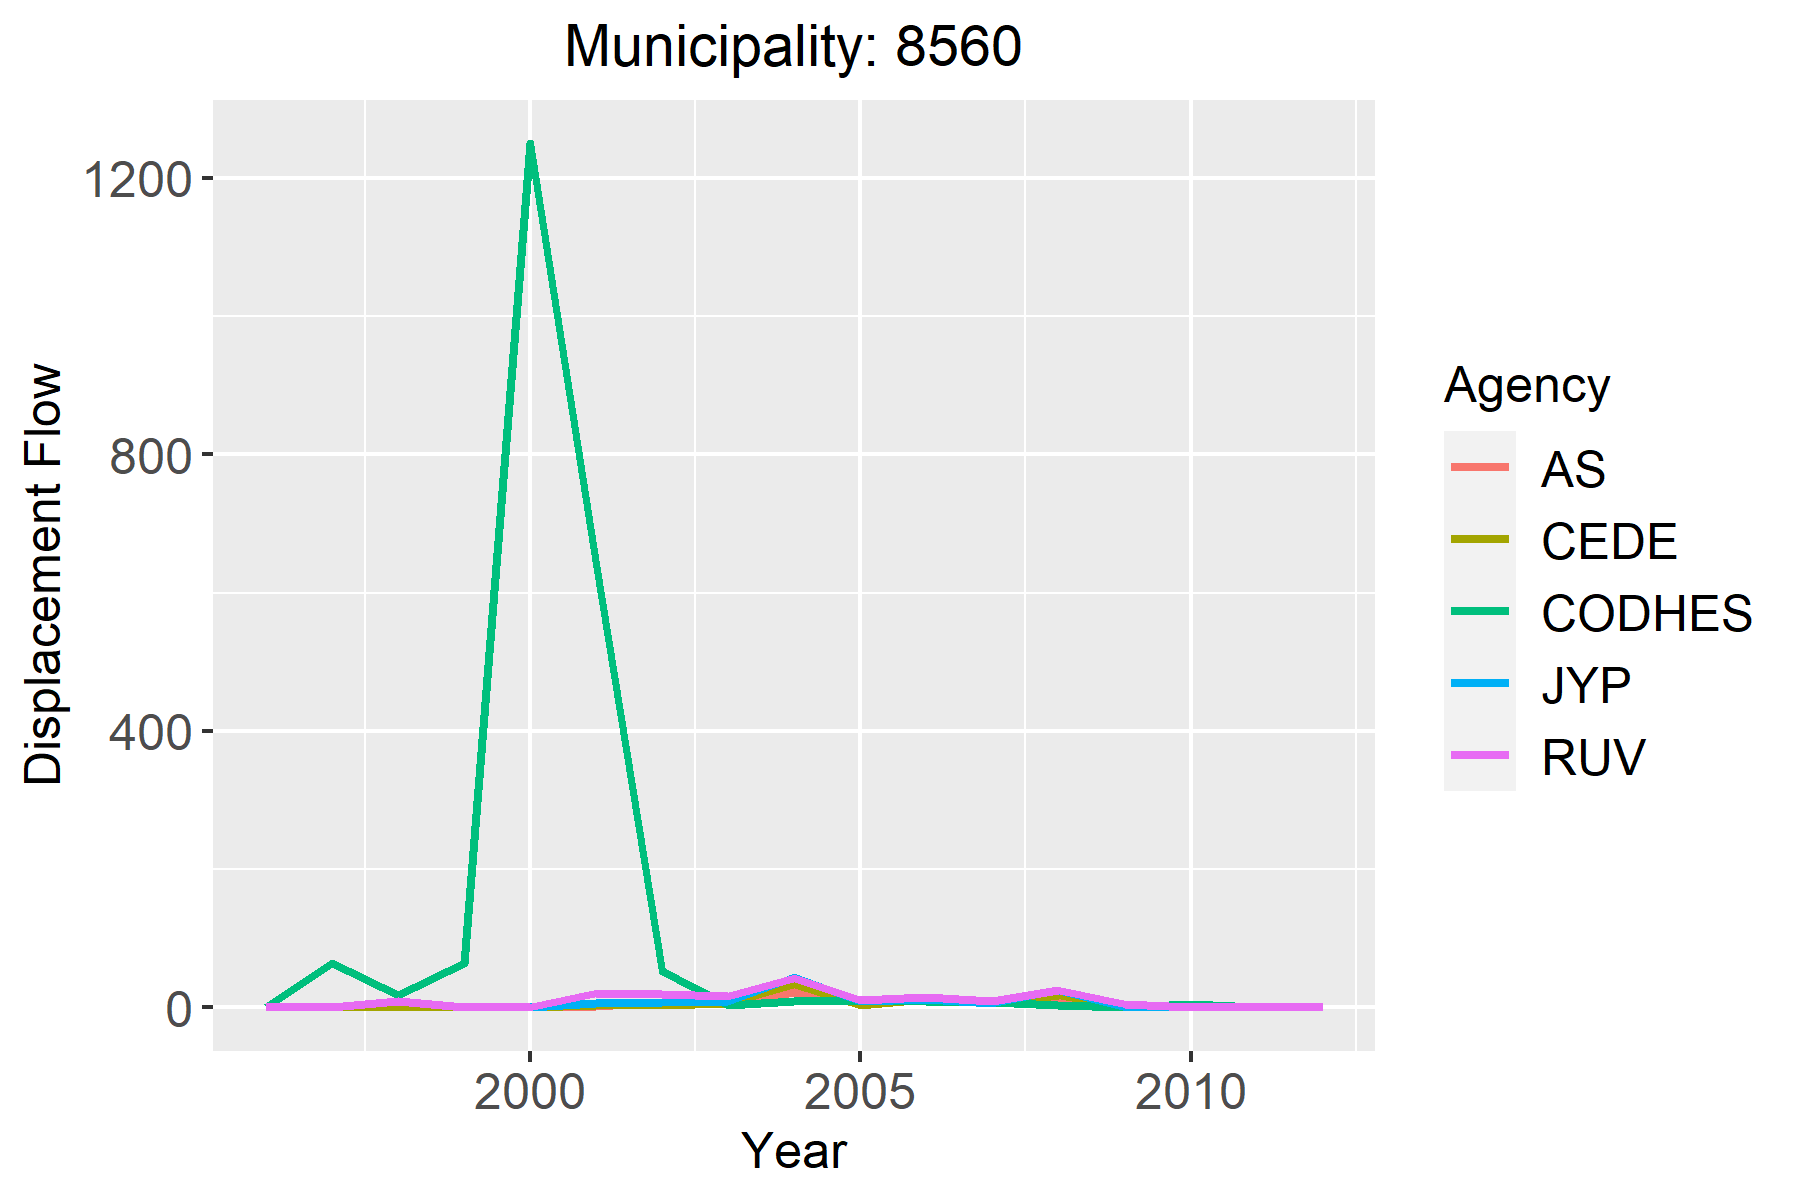 Municipality: 8560
1200
800
400
0
Displacement Flow
2000 2005 2010
Year
Agency
AS
CEDE
CODHES
JYP
RUV